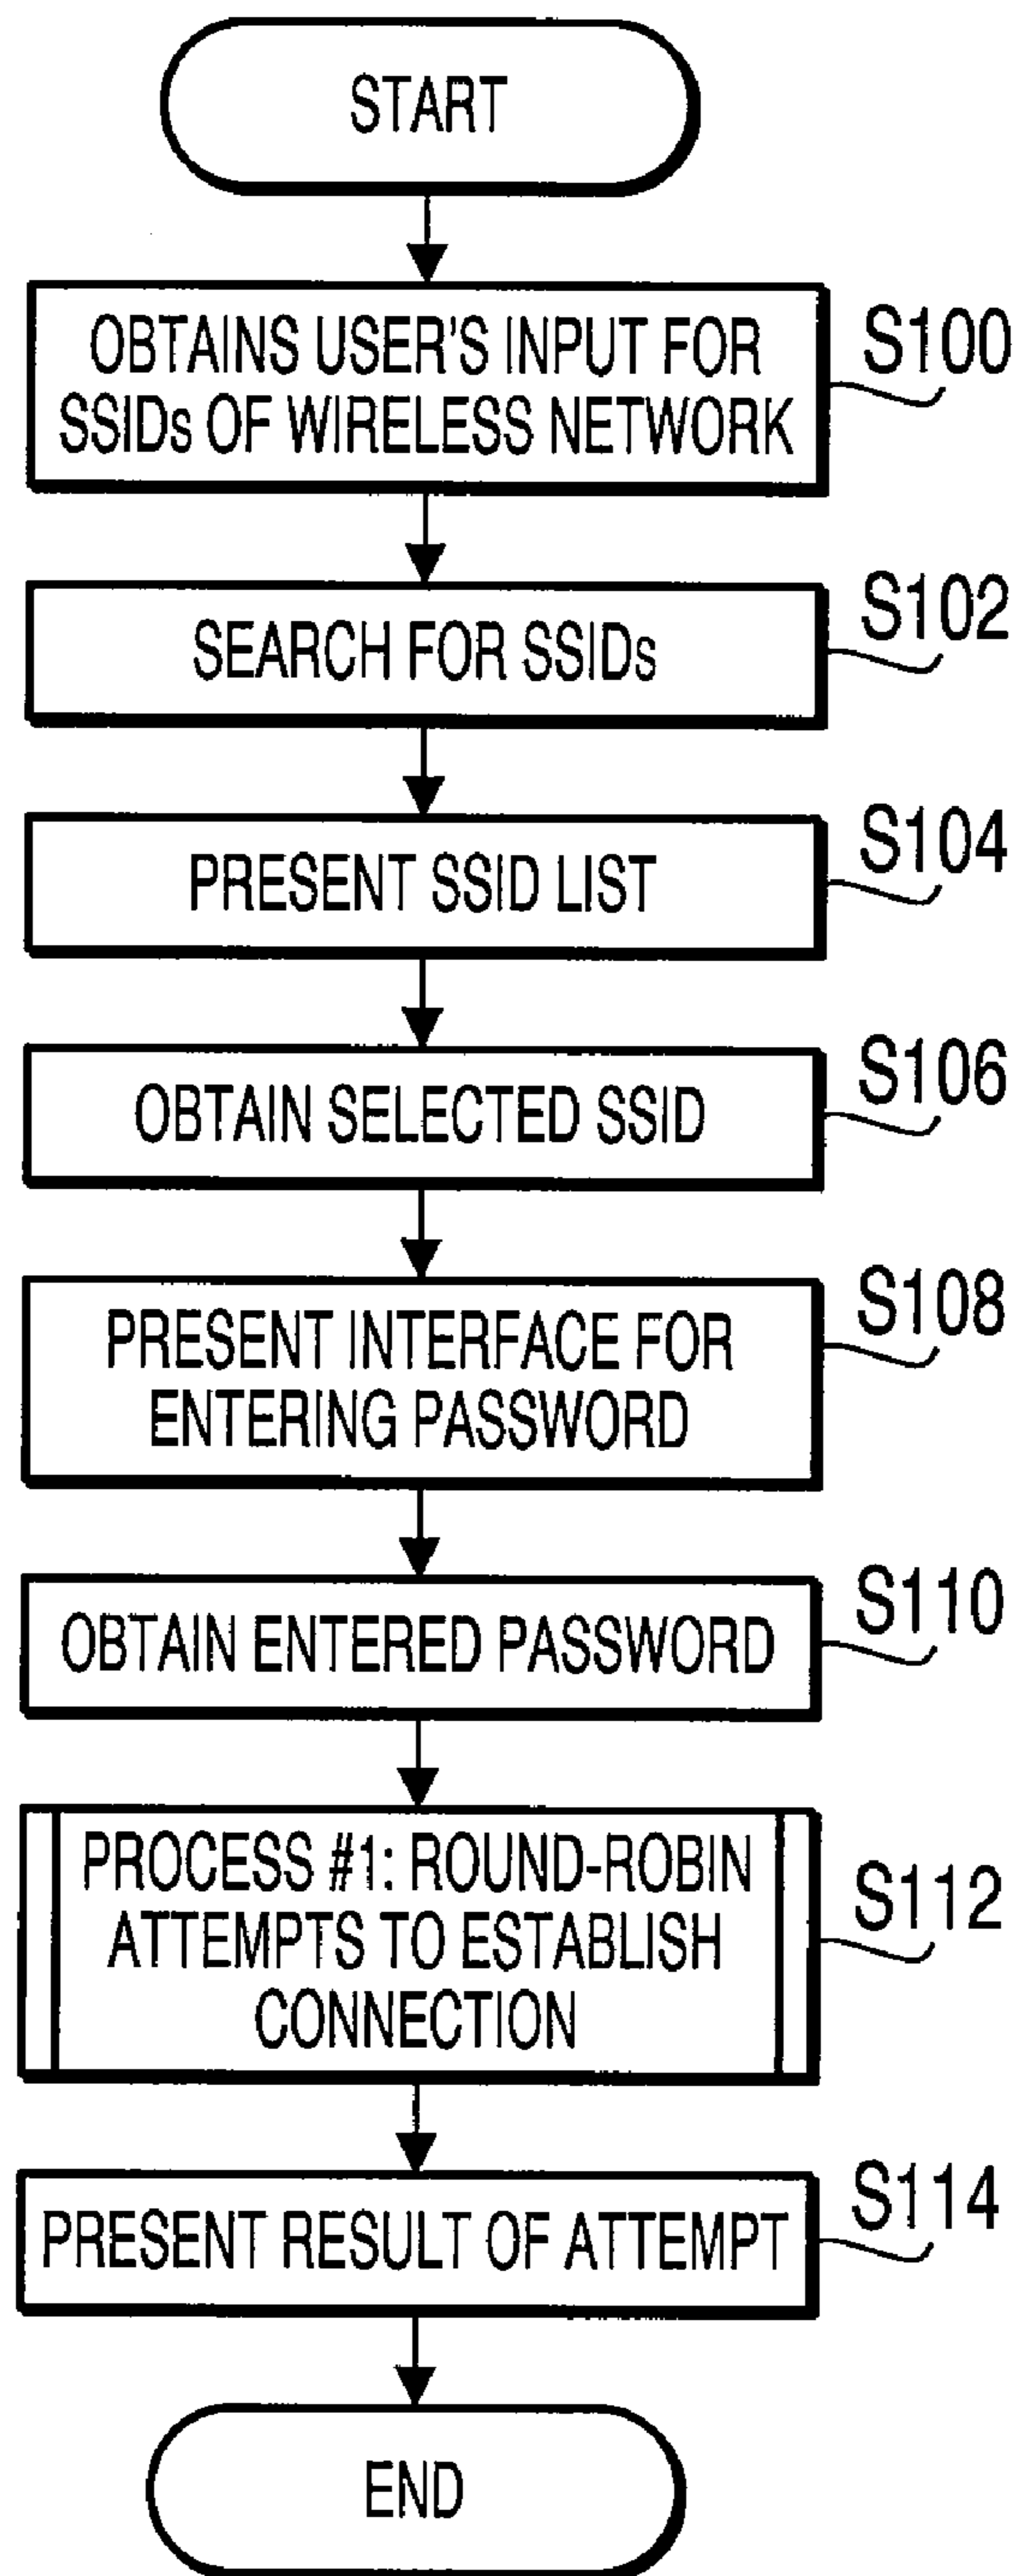 START
OBTAINS USER'S INPUT FOR
SSIDs OF WIRELESS NETWORK
S100
SEARCH FOR SSIDs
S102
PRESENT SSID LIST
S104
OBTAIN SELECTED SSID
S106
PRESENT INTERFACE FOR
ENTERING PASSWORD
S108
OBTAIN ENTERED PASSWORD
S110
PROCESS #1: ROUND-ROBIN
ATTEMPTS TO ESTABLISH
CONNECTION
S112
PRESENT RESULT OF ATTEMPT
S114
END